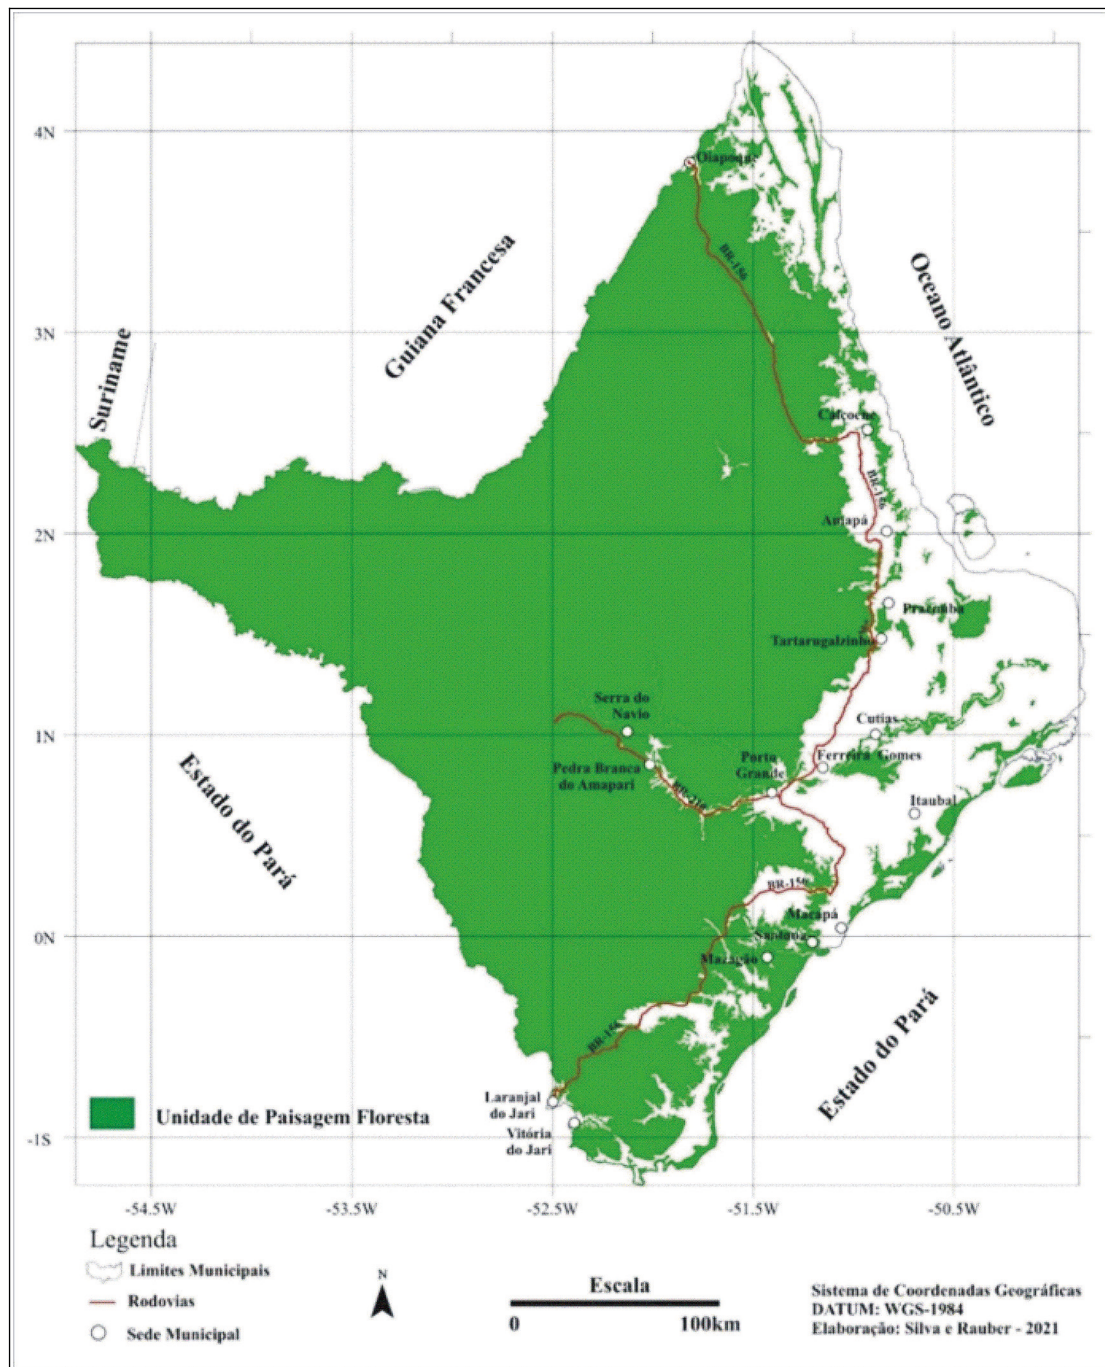 4N
Oiapoque
BR-156
Guiana Francesa
Oceano Atlântico
3N
Suriname
Calçoene
BR-156
Amapá
2N
Pracuúba
Tartarugalzinho
Serra do
Navio
Cutias
1N
Porto
Grande
Ferreira Gomes
Pedra Branca
do Amapari
BR-210
Itaubal
Estado do Pará
BR-156
Macapá
Santana
0N
Mazagão
BR-156
Estado do Pará
Laranjal
do Jari
Unidade de Paisagem Floresta
-1S
Vitória
do Jari
-54.5W
-53.5W
-52.5W
-51.5W
-50.5W
Legenda
Limites Municipais
Rodovias
Sede Municipal
N
Escala
0
100km
Sistema de Coordenadas Geográficas
DATUM: WGS-1984
Elaboração: Silva e Rauber - 2021